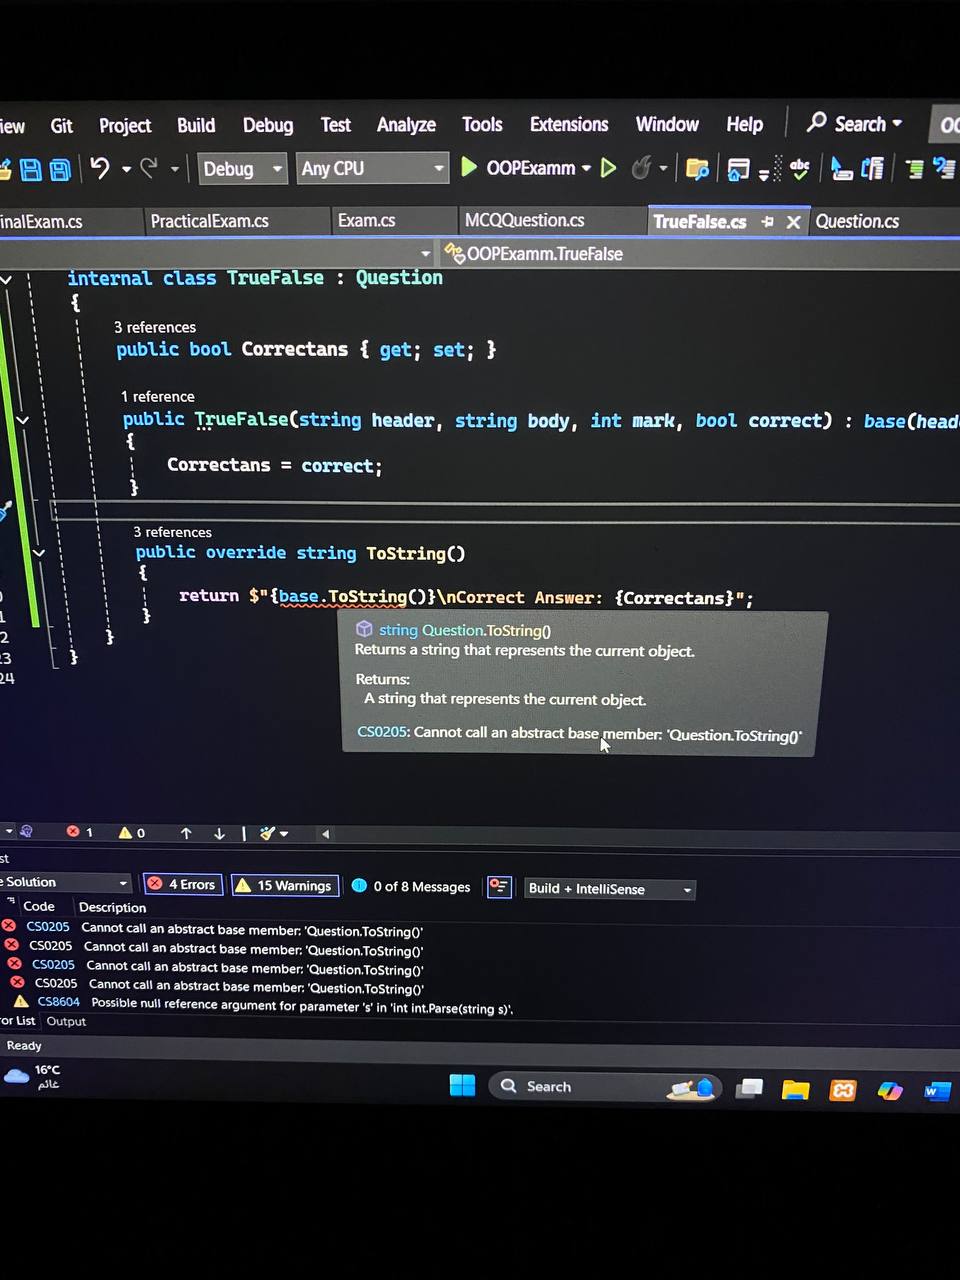 iew Git Project Build Debug Test Analyze Tools Extensions Window Help Search OO
Debug Any CPU OOPExamm
inalExam.cs PracticalExam.cs Exam.cs MCQQuestion.cs TrueFalse.cs Question.cs
OOPExamm.TrueFalse
internal class TrueFalse : Question
{
3 references
public bool Correctans { get; set; }
1 reference
public TrueFalse(string header, string body, int mark, bool correct) : base(head
{
Correctans = correct;
}
3 references
public override string ToString()
{
return $"{base.ToString()}\nCorrect Answer: {Correctans}";
}
}
}
24
string Question.ToString()
Returns a string that represents the current object.
Returns:
A string that represents the current object.
CS0205: Cannot call an abstract base member: 'Question.ToString()'
1 0
st
e Solution 4 Errors 15 Warnings 0 of 8 Messages Build + IntelliSense
Code Description
CS0205 Cannot call an abstract base member: 'Question.ToString()'
CS0205 Cannot call an abstract base member: 'Question.ToString()'
CS0205 Cannot call an abstract base member: 'Question.ToString()'
CS0205 Cannot call an abstract base member: 'Question.ToString()'
CS8604 Possible null reference argument for parameter 's' in 'int int.Parse(string s)'.
or List Output
Ready
16°C
غائم
Search